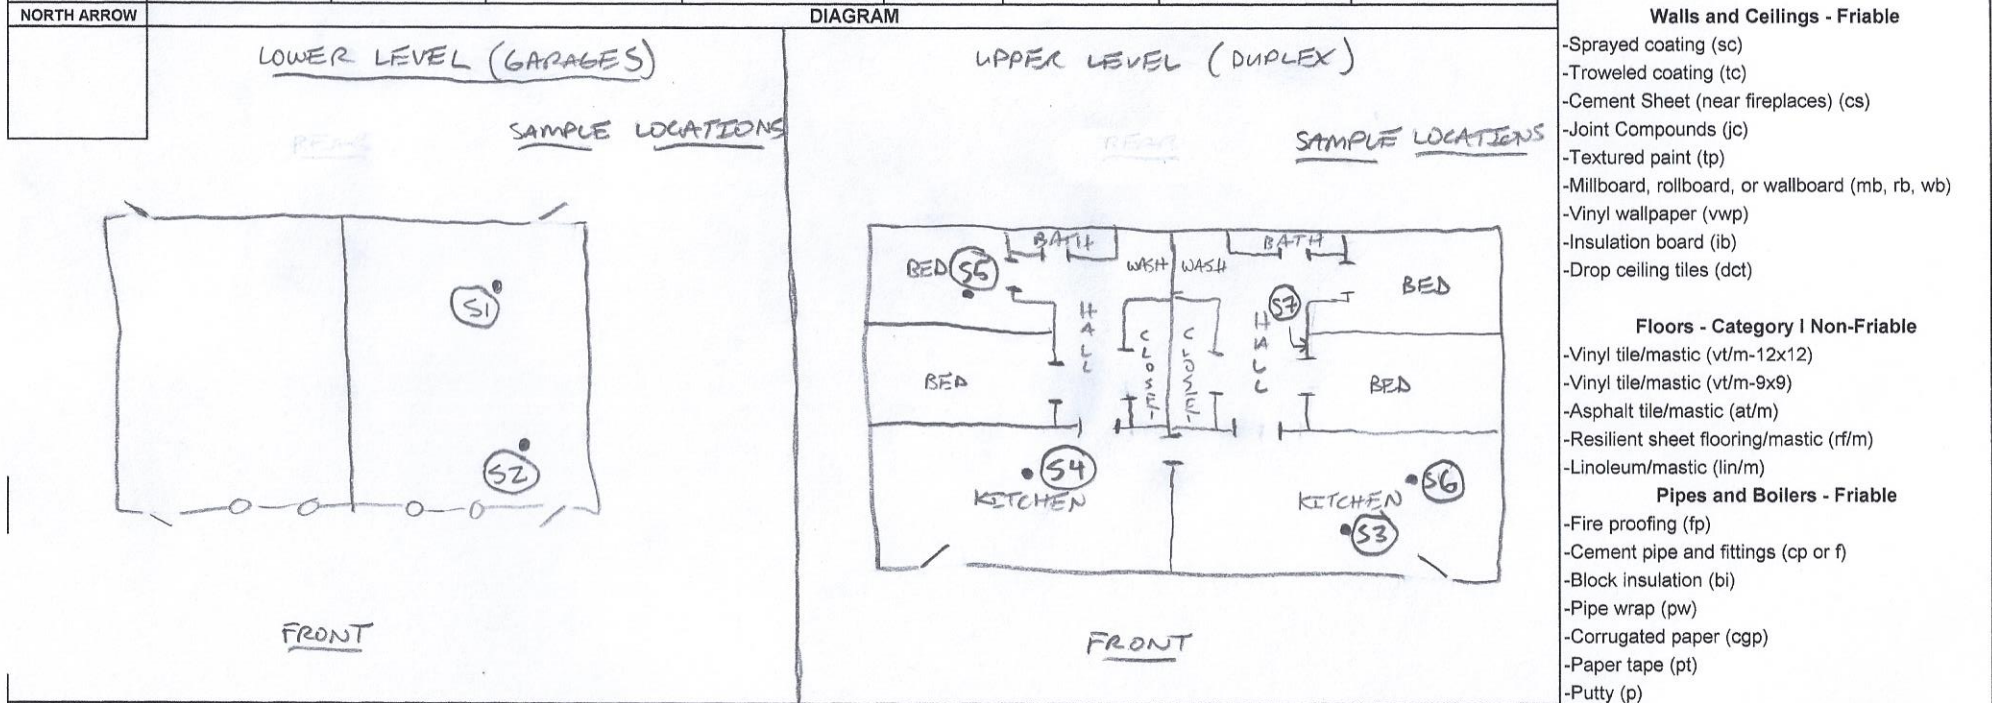 NORTH ARROW
DIAGRAM
LOWER LEVEL (GARAGES)
SAMPLE LOCATIONS
REAR
S1
S2
FRONT
UPPER LEVEL (DUPLEX)
SAMPLE LOCATIONS
REAR
BATH
BATH
BED S5
WASH
WASH
BED
S7
HALL
CLOSET
CLOSET
HALL
BED
BED
S4
S6
KITCHEN
KITCHEN
S3
FRONT
Walls and Ceilings - Friable
-Sprayed coating (sc)
-Troweled coating (tc)
-Cement Sheet (near fireplaces) (cs)
-Joint Compounds (jc)
-Textured paint (tp)
-Millboard, rollboard, or wallboard (mb, rb, wb)
-Vinyl wallpaper (vwp)
-Insulation board (ib)
-Drop ceiling tiles (dct)
Floors - Category I Non-Friable
-Vinyl tile/mastic (vt/m-12x12)
-Vinyl tile/mastic (vt/m-9x9)
-Asphalt tile/mastic (at/m)
-Resilient sheet flooring/mastic (rf/m)
-Linoleum/mastic (lin/m)
Pipes and Boilers - Friable
-Fire proofing (fp)
-Cement pipe and fittings (cp or f)
-Block insulation (bi)
-Pipe wrap (pw)
-Corrugated paper (cgp)
-Paper tape (pt)
-Putty (p)